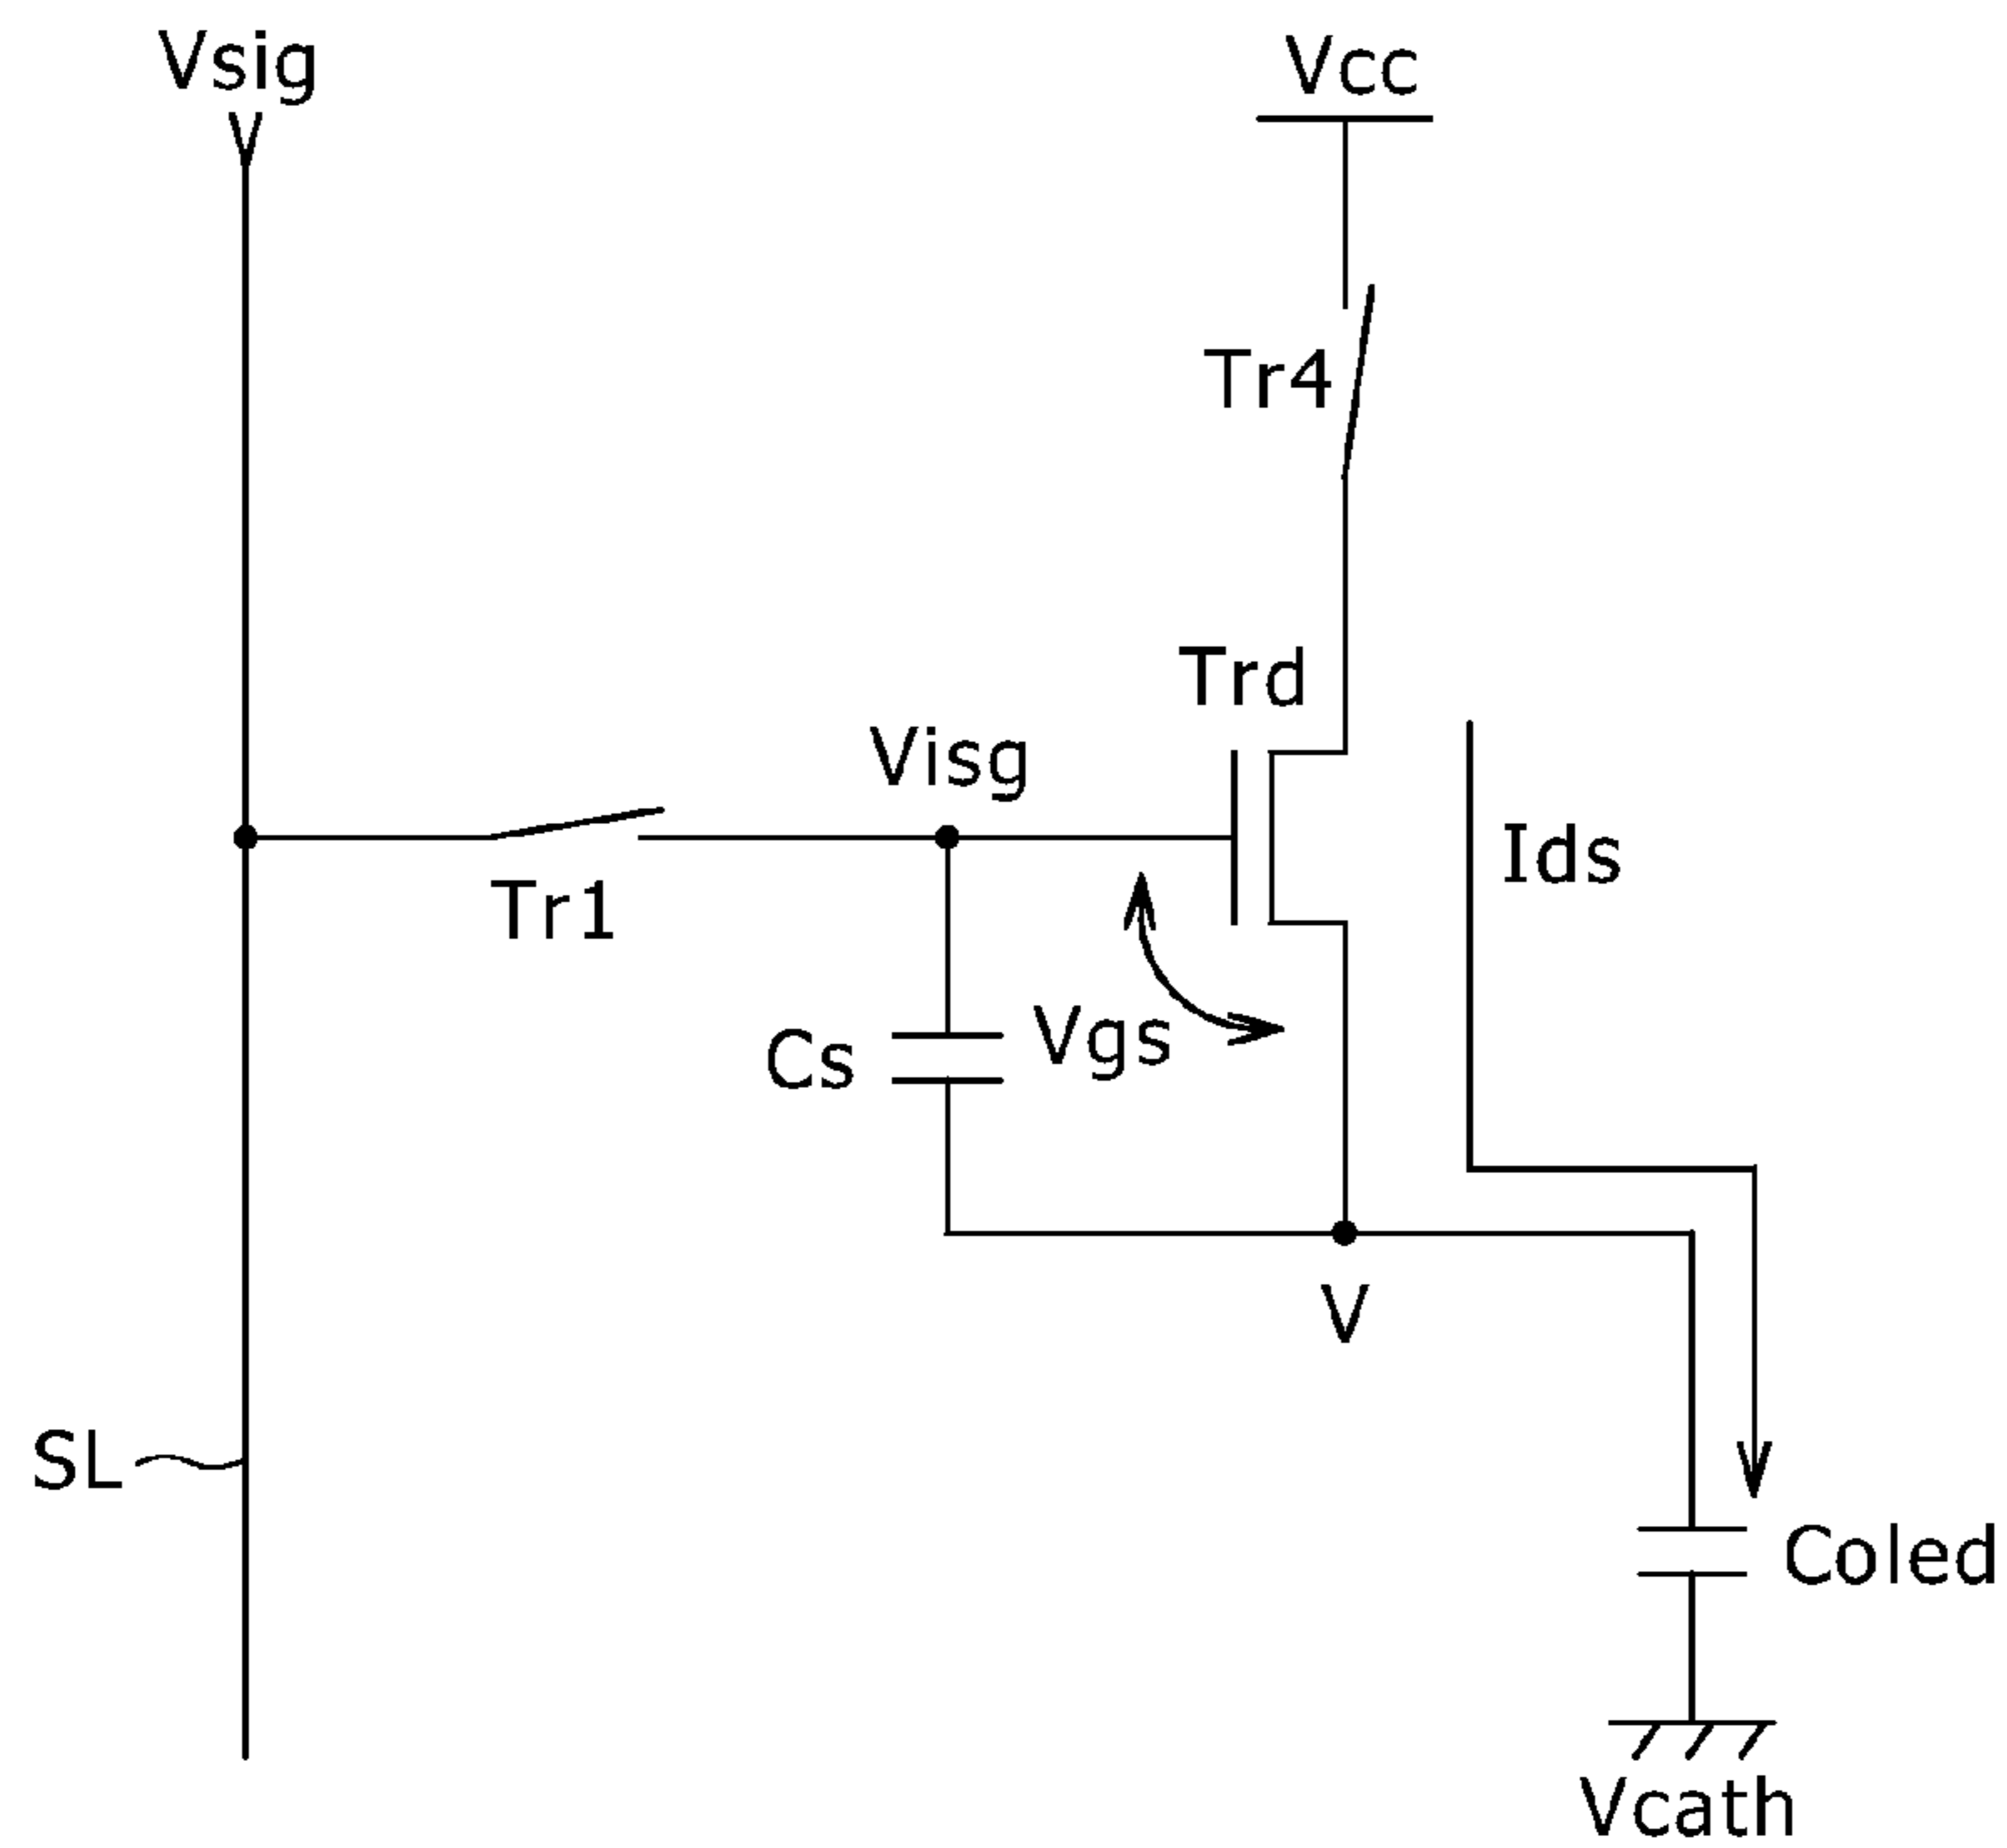 Vsig
Vcc
Tr4
Trd
Visg
Ids
Tr1
Vgs
Cs
V
SL
Coled
Vcath